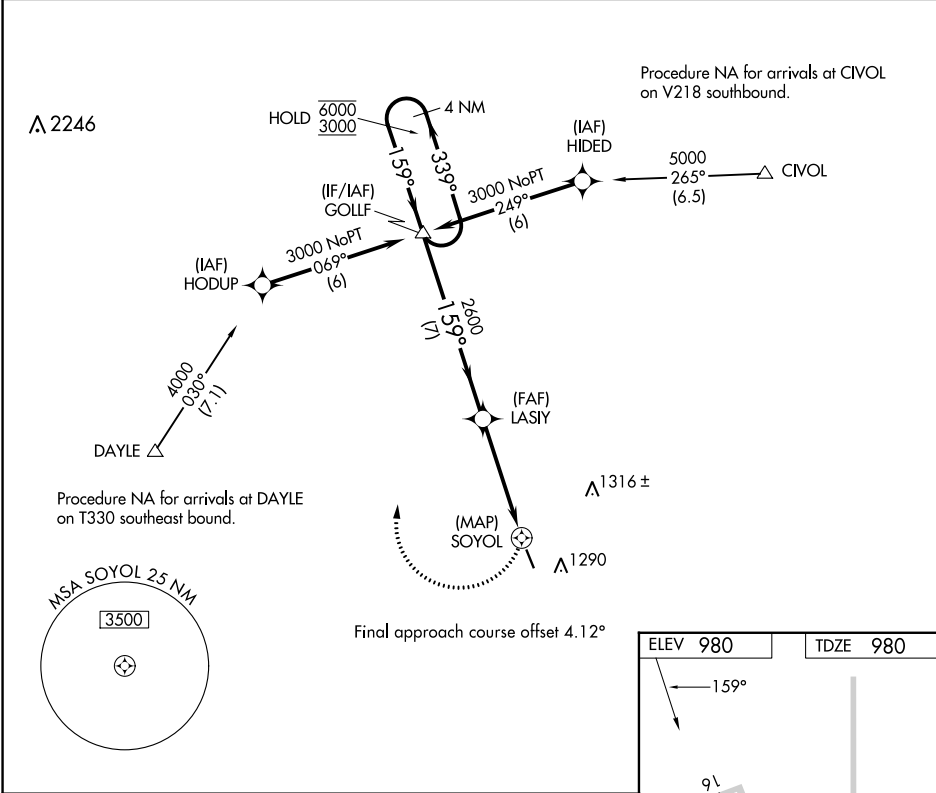 Procedure NA for arrivals at CIVOL
on V218 southbound.
2246
HOLD 6000
3000
4 NM
159°
339°
(IAF)
HIDED
5000
265°
(6.5)
CIVOL
3000 NoPT
249°
(6)
(IF/IAF)
GOLLF
3000 NoPT
069°
(6)
(IAF)
HODUP
2600
159°
(7)
4000
030°
(7.1)
DAYLE
(FAF)
LASIY
Procedure NA for arrivals at DAYLE
on T330 southeast bound.
1316 ±
(MAP)
SOYOL
1290
MSA SOYOL 25 NM
3500
Final approach course offset 4.12°
ELEV 980
TDZE 980
159°
16